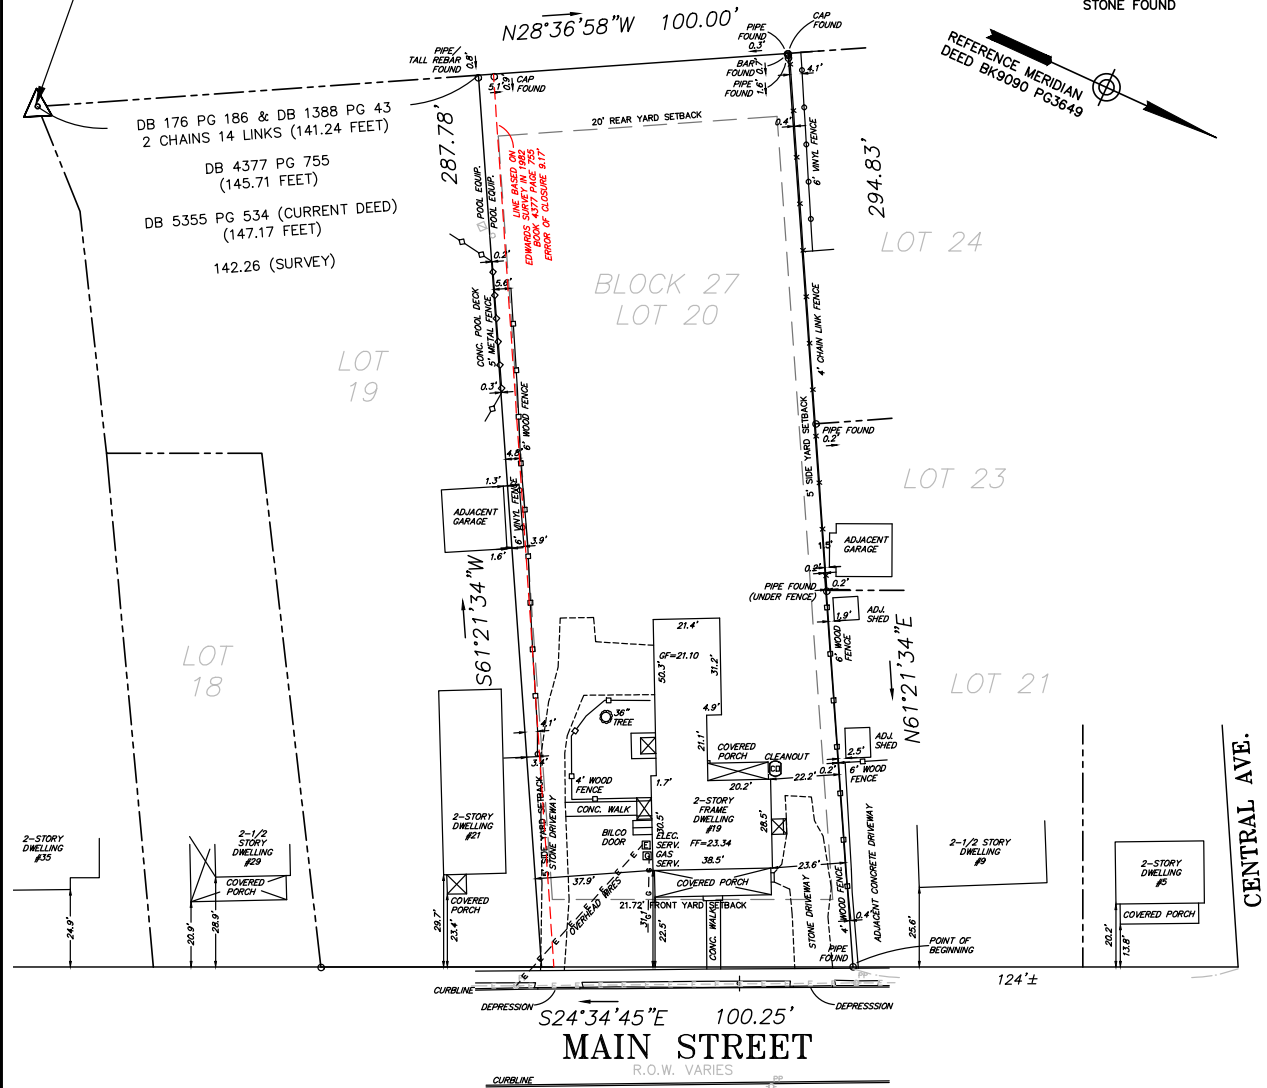 STONE FOUND
N28°36'58"W 100.00'
CAP
FOUND
PIPE
FOUND
0.3'
PIPE/
TALL REBAR
FOUND
0.8'
5.1'
0.9'
CAP
FOUND
BAR
FOUND
0.7'
PIPE
FOUND
1.6'
4.1'
REFERENCE MERIDIAN
DEED BK9090 PG3649
DB 176 PG 186 & DB 1388 PG 43
2 CHAINS 14 LINKS (141.24 FEET)
DB 4377 PG 755
(145.71 FEET)
DB 5355 PG 534 (CURRENT DEED)
(147.17 FEET)
142.26 (SURVEY)
287.78'
20' REAR YARD SETBACK
0.4'
6' VINYL FENCE
294.83'
LINE BASED ON
EDWARDS SURVEY IN 1982
BOOK 4377 PAGE 755
ERROR OF CLOSURE 9.17'
POOL EQUIP.
POOL EQUIP.
0.2'
5.6'
CONC. POOL DECK
5' METAL FENCE
0.3'
BLOCK 27
LOT 20
LOT 24
LOT
19
4' CHAIN LINK FENCE
6' WOOD FENCE
4.8'
5' SIDE YARD SETBACK
PIPE FOUND
0.2'
LOT 23
1.3'
6' VINYL FENCE
ADJACENT
GARAGE
1.6'
3.9'
1.5'
ADJACENT
GARAGE
0.2'
PIPE FOUND
(UNDER FENCE)
0.2'
1.9'
ADJ.
SHED
6' WOOD
FENCE
S61°21'34"W
N61°21'34"E
LOT
18
LOT 21
21.4'
GF=21.10
50.3'
31.2'
4.9'
21.1'
36"
TREE
4.1'
3.4'
COVERED
PORCH
CLEANOUT
CO
22.2'
0.2'
2.5'
ADJ.
SHED
6' WOOD
FENCE
4' WOOD
FENCE
1.7'
20.2'
CONC. WALK
5' SIDE YARD SETBACK
STONE DRIVEWAY
2-STORY
FRAME
DWELLING
#19
28.5'
BILCO
DOOR
30.5'
ELEC.
SERV.
GAS
SERV.
E
G
FF=23.34
38.5'
23.6'
37.9'
COVERED PORCH
OVERHEAD WIRES
21.72' FRONT YARD SETBACK
31.1'
22.5'
CONC. WALK
STONE DRIVEWAY
4' WOOD FENCE
ADJACENT CONCRETE DRIVEWAY
0.4'
PIPE
FOUND
POINT OF
BEGINNING
2-STORY
DWELLING
#35
24.9'
2-1/2
STORY
DWELLING
#29
COVERED
PORCH
20.9'
28.9'
2-STORY
DWELLING
#21
COVERED
PORCH
29.7'
23.4'
2-1/2 STORY
DWELLING
#9
25.6'
2-STORY
DWELLING
#5
COVERED PORCH
20.2'
13.8'
CENTRAL AVE.
124'±
CURBLINE
DEPRESSION
PP
DEPRESSSION
S24°34'45"E 100.25'
MAIN STREET
R.O.W. VARIES
CURBLINE
PP